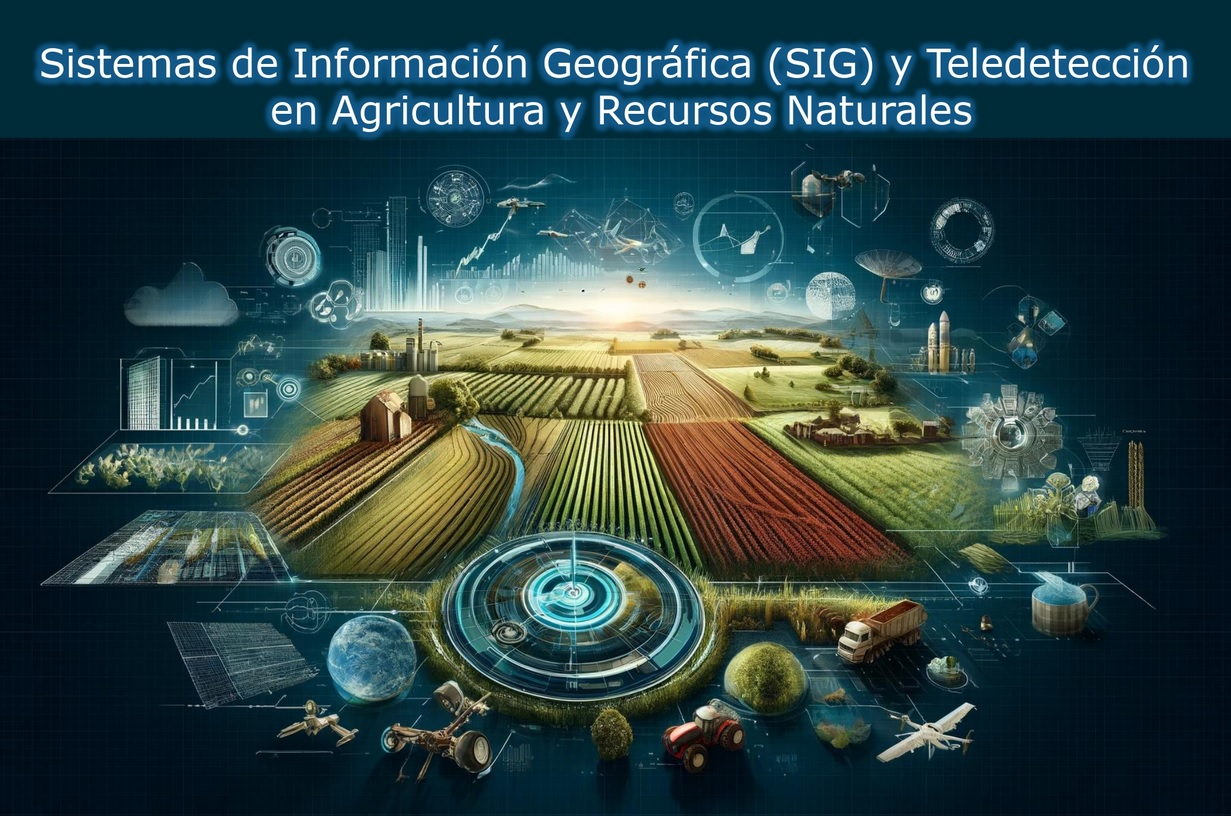 Sistemas de Información Geográfica (SIG) y Teledetección
en Agricultura y Recursos Naturales